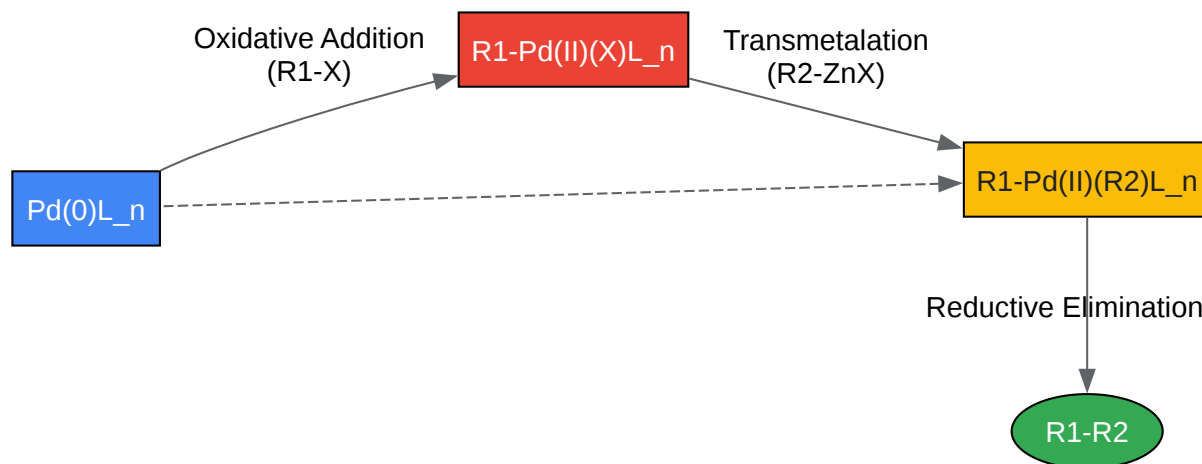 Oxidative Addition
(R1-X)
R1-Pd(II)(X)L_n
Transmetalation
(R2-ZnX)
Pd(0)L_n
R1-Pd(II)(R2)L_n
Reductive Elimination
R1-R2